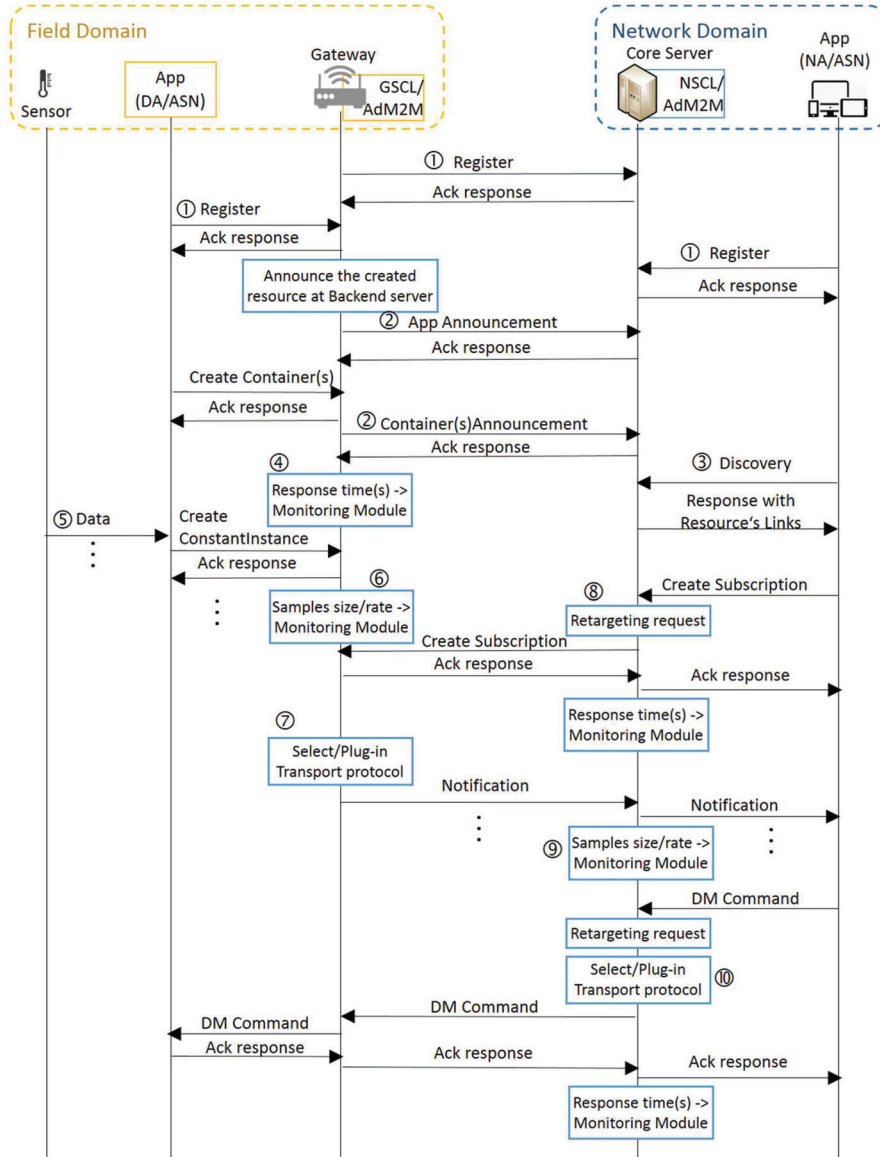 Field Domain
Network Domain
Sensor
App
(DA/ASN)
Gateway
GSCL/
AdM2M
Core Server
NSCL/
AdM2M
App
(NA/ASN)
① Register
Ack response
① Register
Ack response
① Register
Announce the created
resource at Backend server
Ack response
② App Announcement
Ack response
Create Container(s)
Ack response
② Container(s)Announcement
Ack response
③ Discovery
④
Response time(s) ->
Monitoring Module
Response with
Resource's Links
⑤ Data
Create
ConstantInstance
Ack response
⑥
Samples size/rate ->
Monitoring Module
Create Subscription
⑧
Retargeting request
Create Subscription
Ack response
Ack response
Response time(s) ->
Monitoring Module
⑦
Select/Plug-in
Transport protocol
Notification
Notification
⑨
Samples size/rate ->
Monitoring Module
DM Command
Retargeting request
Select/Plug-in
Transport protocol
⑩
DM Command
DM Command
Ack response
Ack response
Ack response
Response time(s) ->
Monitoring Module